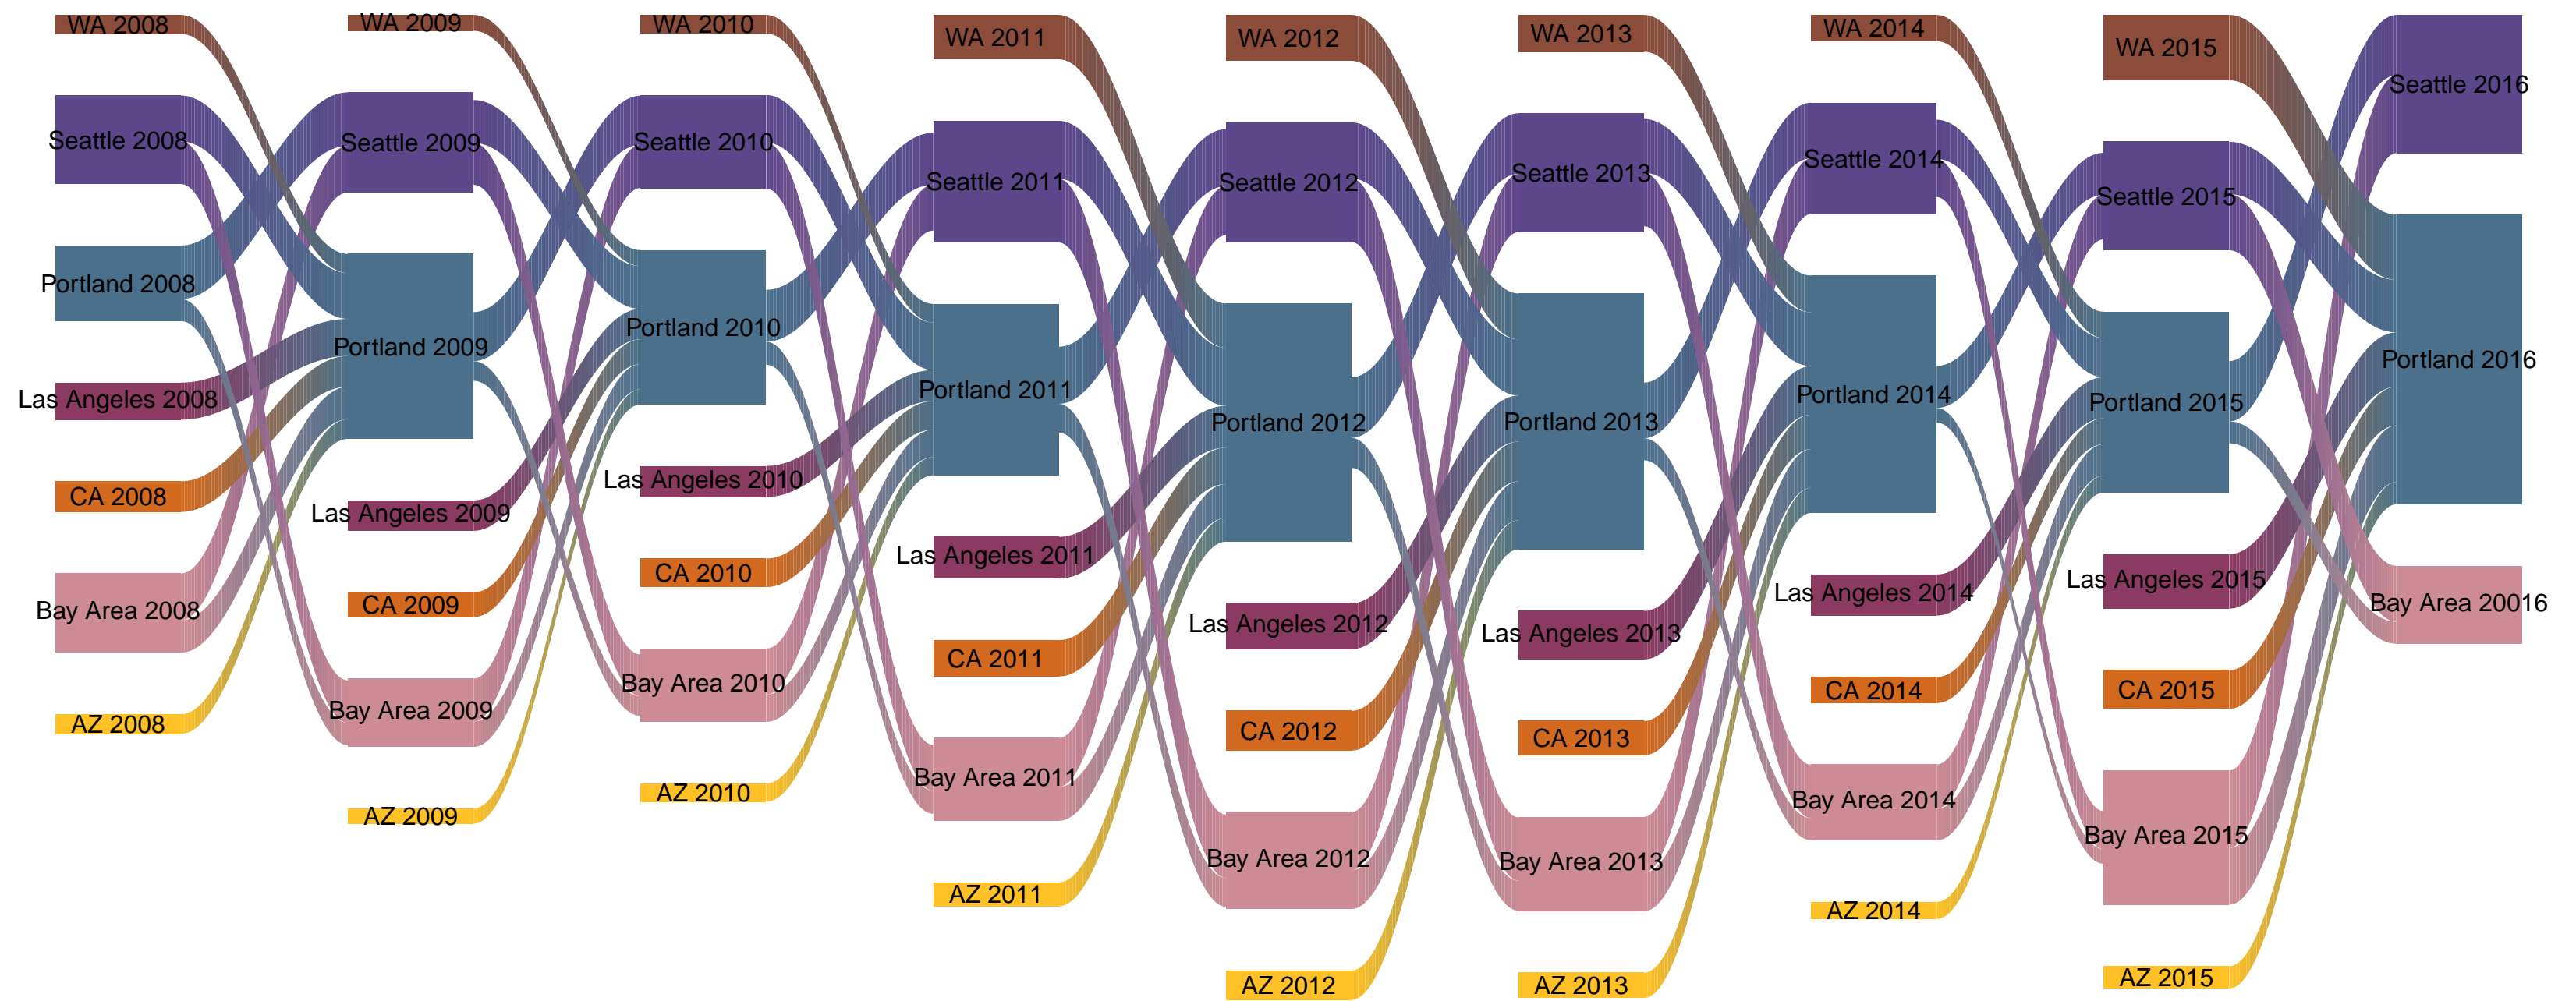 WA 2008
Seattle 2008
Portland 2008
Las Angeles 2008
CA 2008
Bay Area 2008
AZ 2008
WA 2009
Seattle 2009
Portland 2009
Las Angeles 2009
CA 2009
Bay Area 2009
AZ 2009
WA 2010
Seattle 2010
Portland 2010
Las Angeles 2010
CA 2010
Bay Area 2010
AZ 2010
WA 2011
Seattle 2011
Portland 2011
Las Angeles 2011
CA 2011
Bay Area 2011
AZ 2011
WA 2012
Seattle 2012
Portland 2012
Las Angeles 2012
CA 2012
Bay Area 2012
AZ 2012
WA 2013
Seattle 2013
Portland 2013
Las Angeles 2013
CA 2013
Bay Area 2013
AZ 2013
WA 2014
Seattle 2014
Portland 2014
Las Angeles 2014
CA 2014
Bay Area 2014
AZ 2014
WA 2015
Seattle 2015
Portland 2015
Las Angeles 2015
CA 2015
Bay Area 2015
AZ 2015
Seattle 2016
Portland 2016
Bay Area 20016